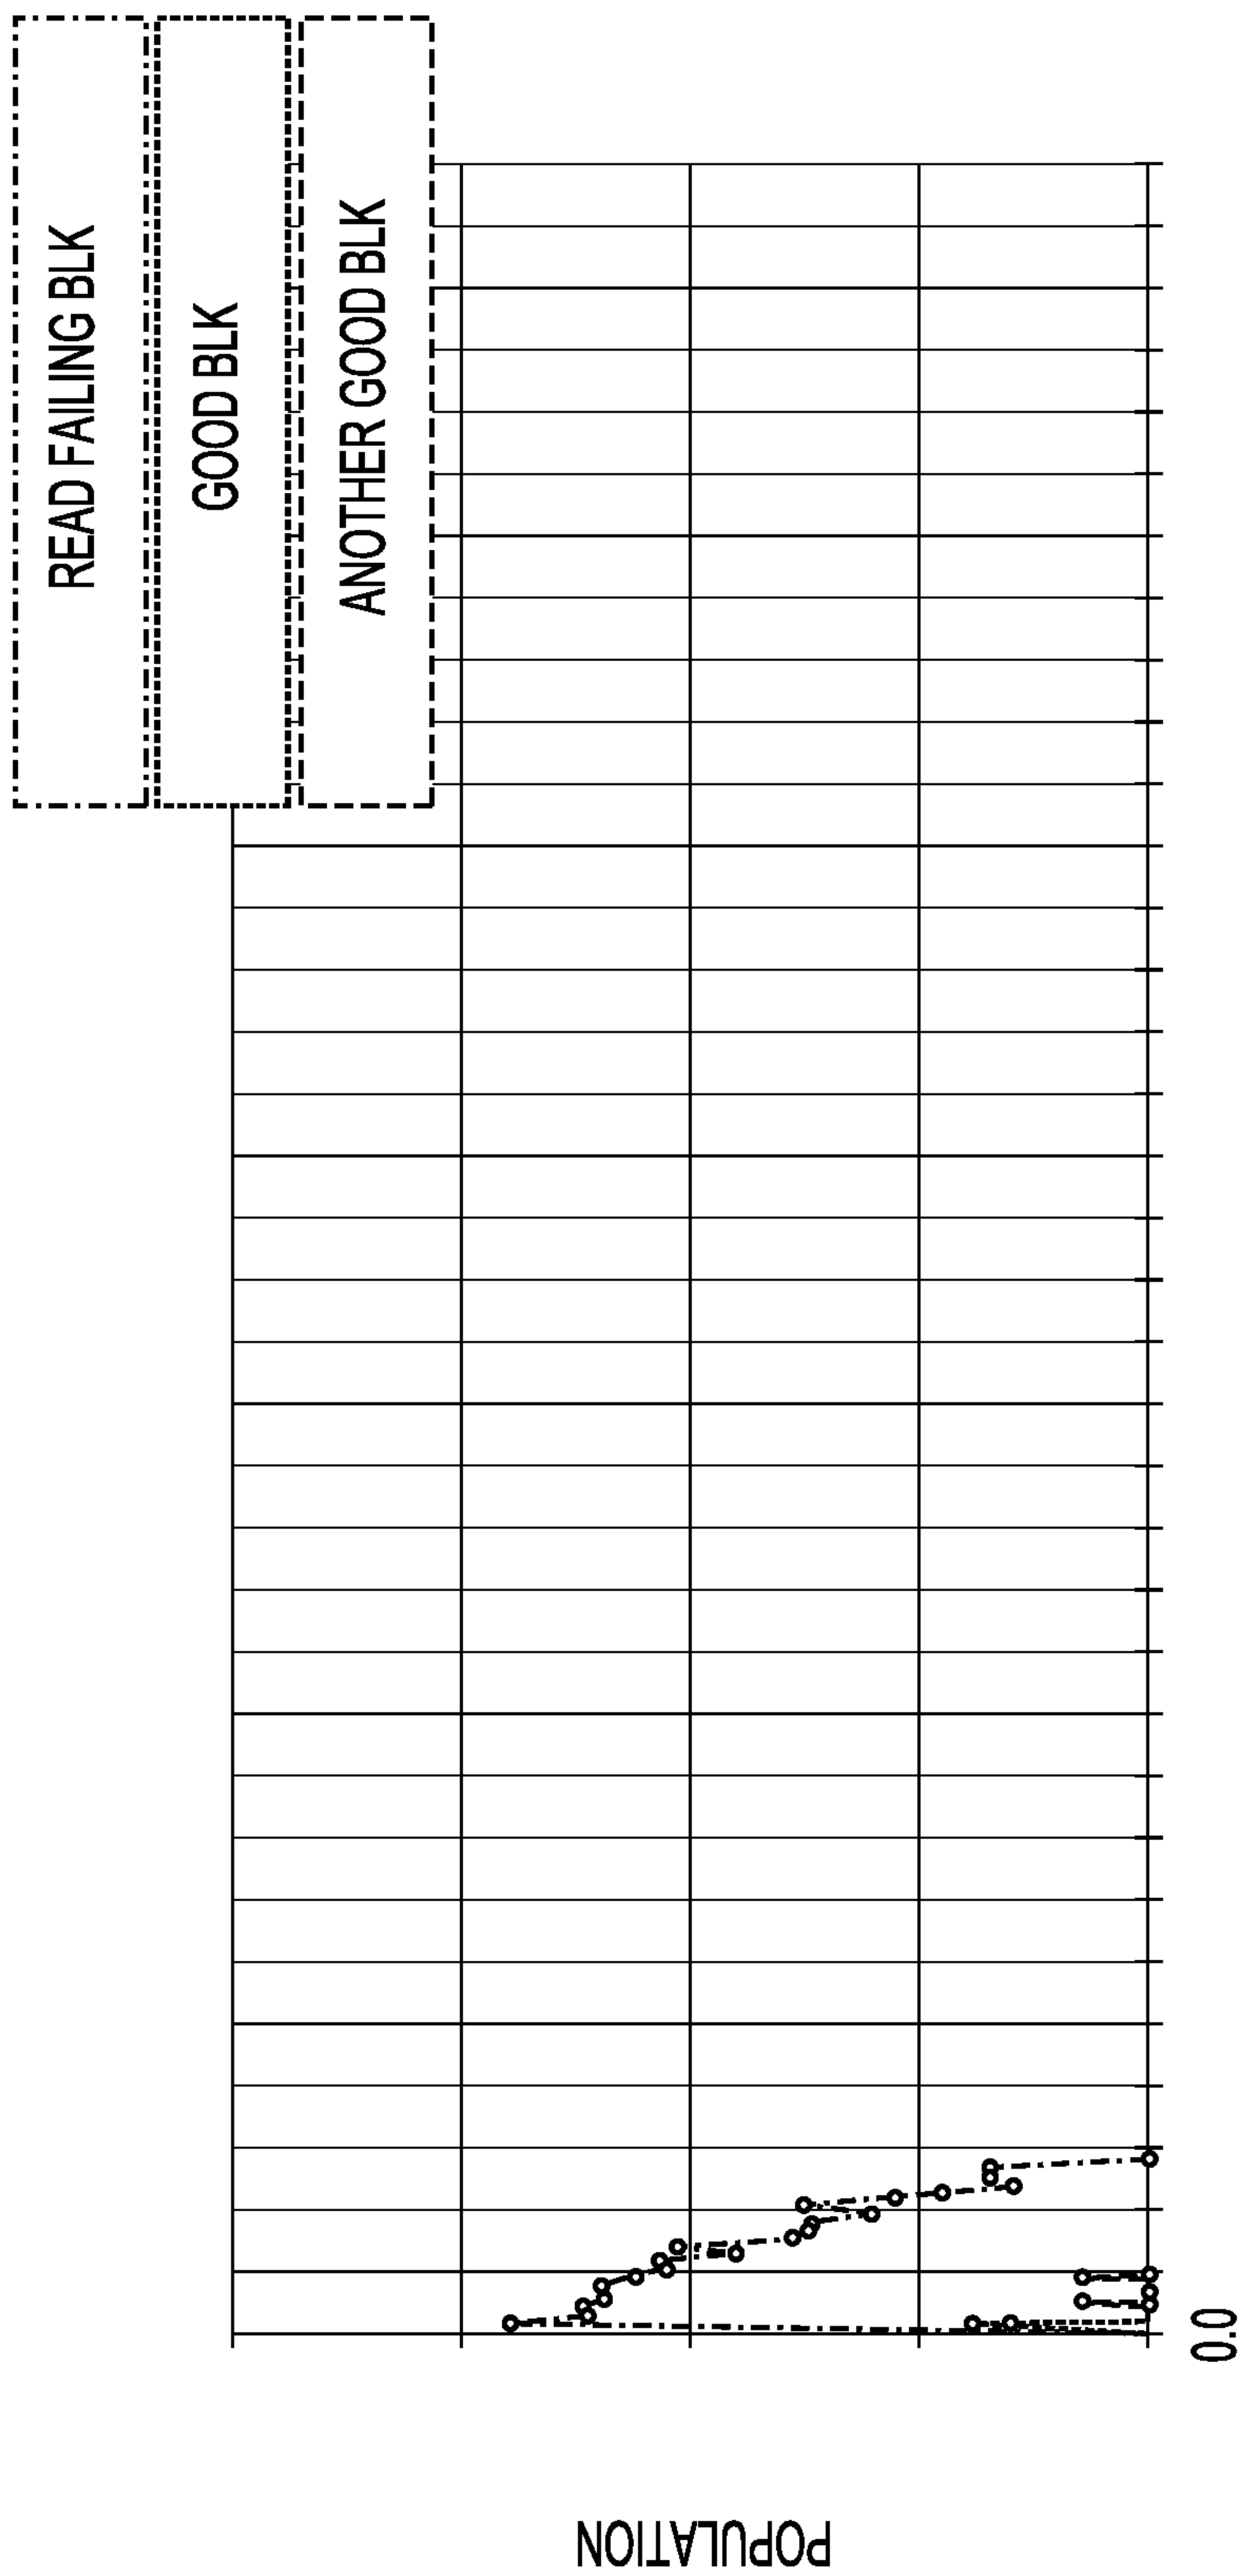 READ FAILING BLK
GOOD BLK
ANOTHER GOOD BLK
POPULATION
0.0